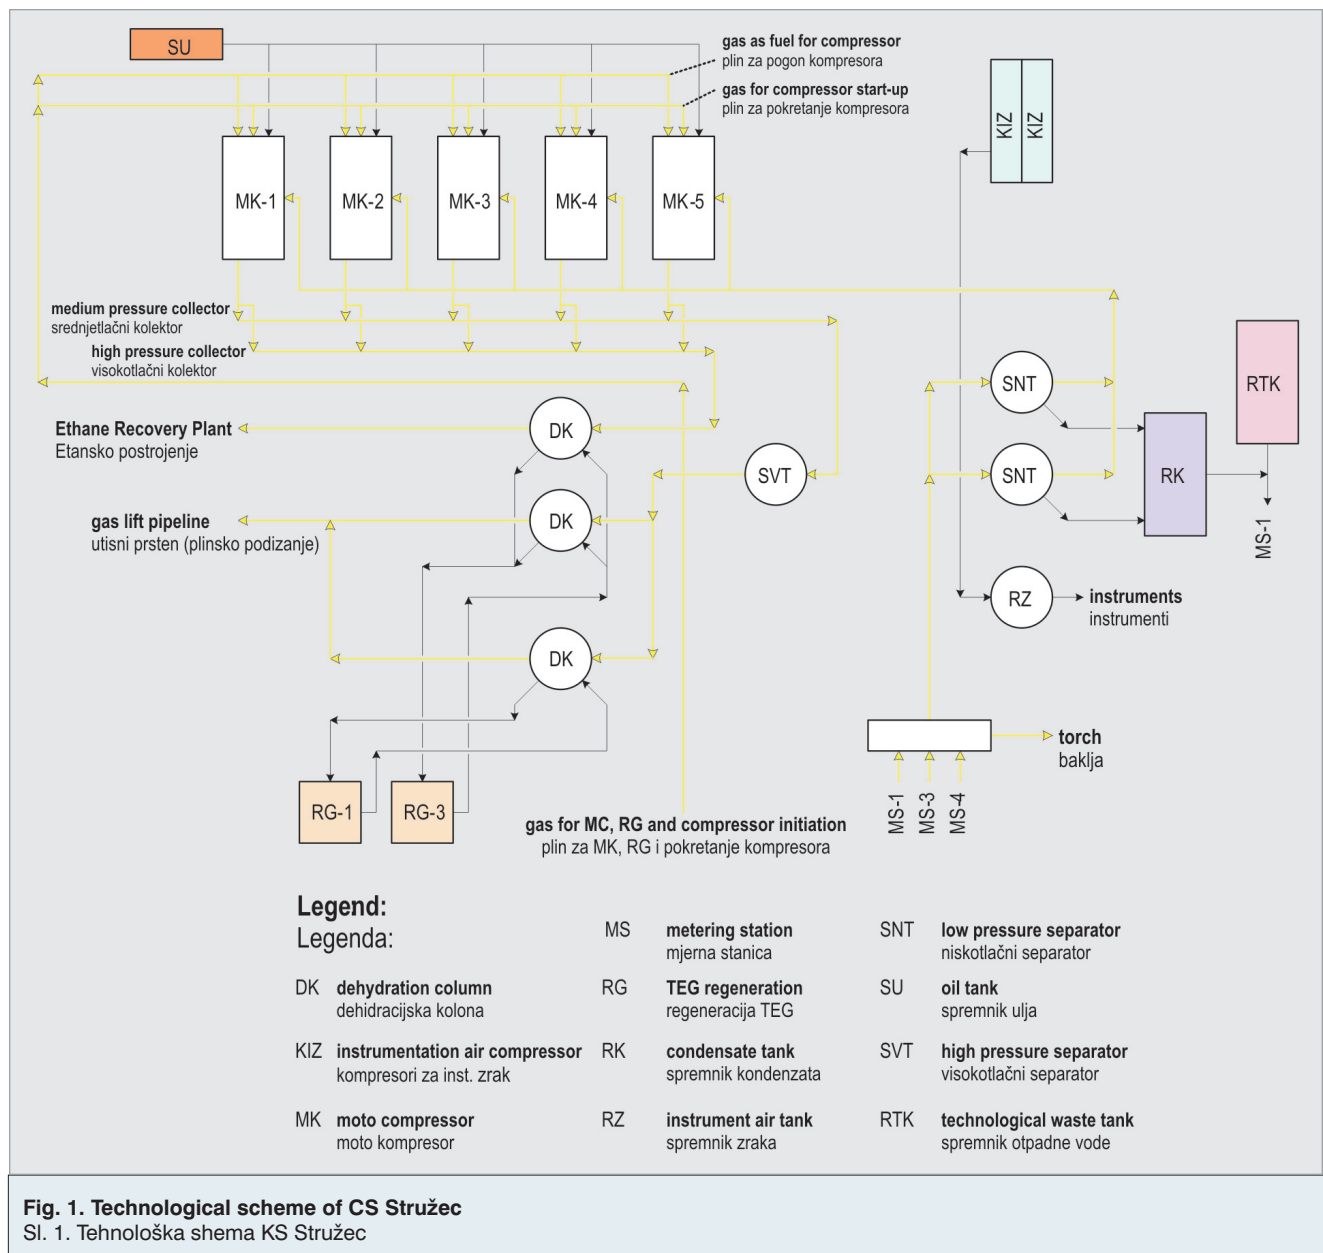 SU
gas as fuel for compressor
plin za pogon kompresora
gas for compressor start-up
plin za pokretanje kompresora
KIZ
KIZ
MK-1
MK-2
MK-3
MK-4
MK-5
medium pressure collector
srednjetlačni kolektor
high pressure collector
visokotlačni kolektor
SNT
RTK
Ethane Recovery Plant
Etansko postrojenje
DK
SVT
SNT
RK
gas lift pipeline
utisni prsten (plinsko podizanje)
DK
MS-1
RZ
instruments
instrumenti
DK
torch
baklja
RG-1
RG-3
MS-1
MS-3
MS-4
gas for MC, RG and compressor initiation
plin za MK, RG i pokretanje kompresora
Legend:
Legenda:
MS metering station
mjerna stanica
SNT low pressure separator
niskotlačni separator
DK dehydration column
dehidracijska kolona
RG TEG regeneration
regeneracija TEG
SU oil tank
spremnik ulja
KIZ instrumentation air compressor
kompresori za inst. zrak
RK condensate tank
spremnik kondenzata
SVT high pressure separator
visokotlačni separator
MK moto compressor
moto kompresor
RZ instrument air tank
spremnik zraka
RTK technological waste tank
spremnik otpadne vode
Fig. 1. Technological scheme of CS Stružec
Sl. 1. Tehnološka shema KS Stružec